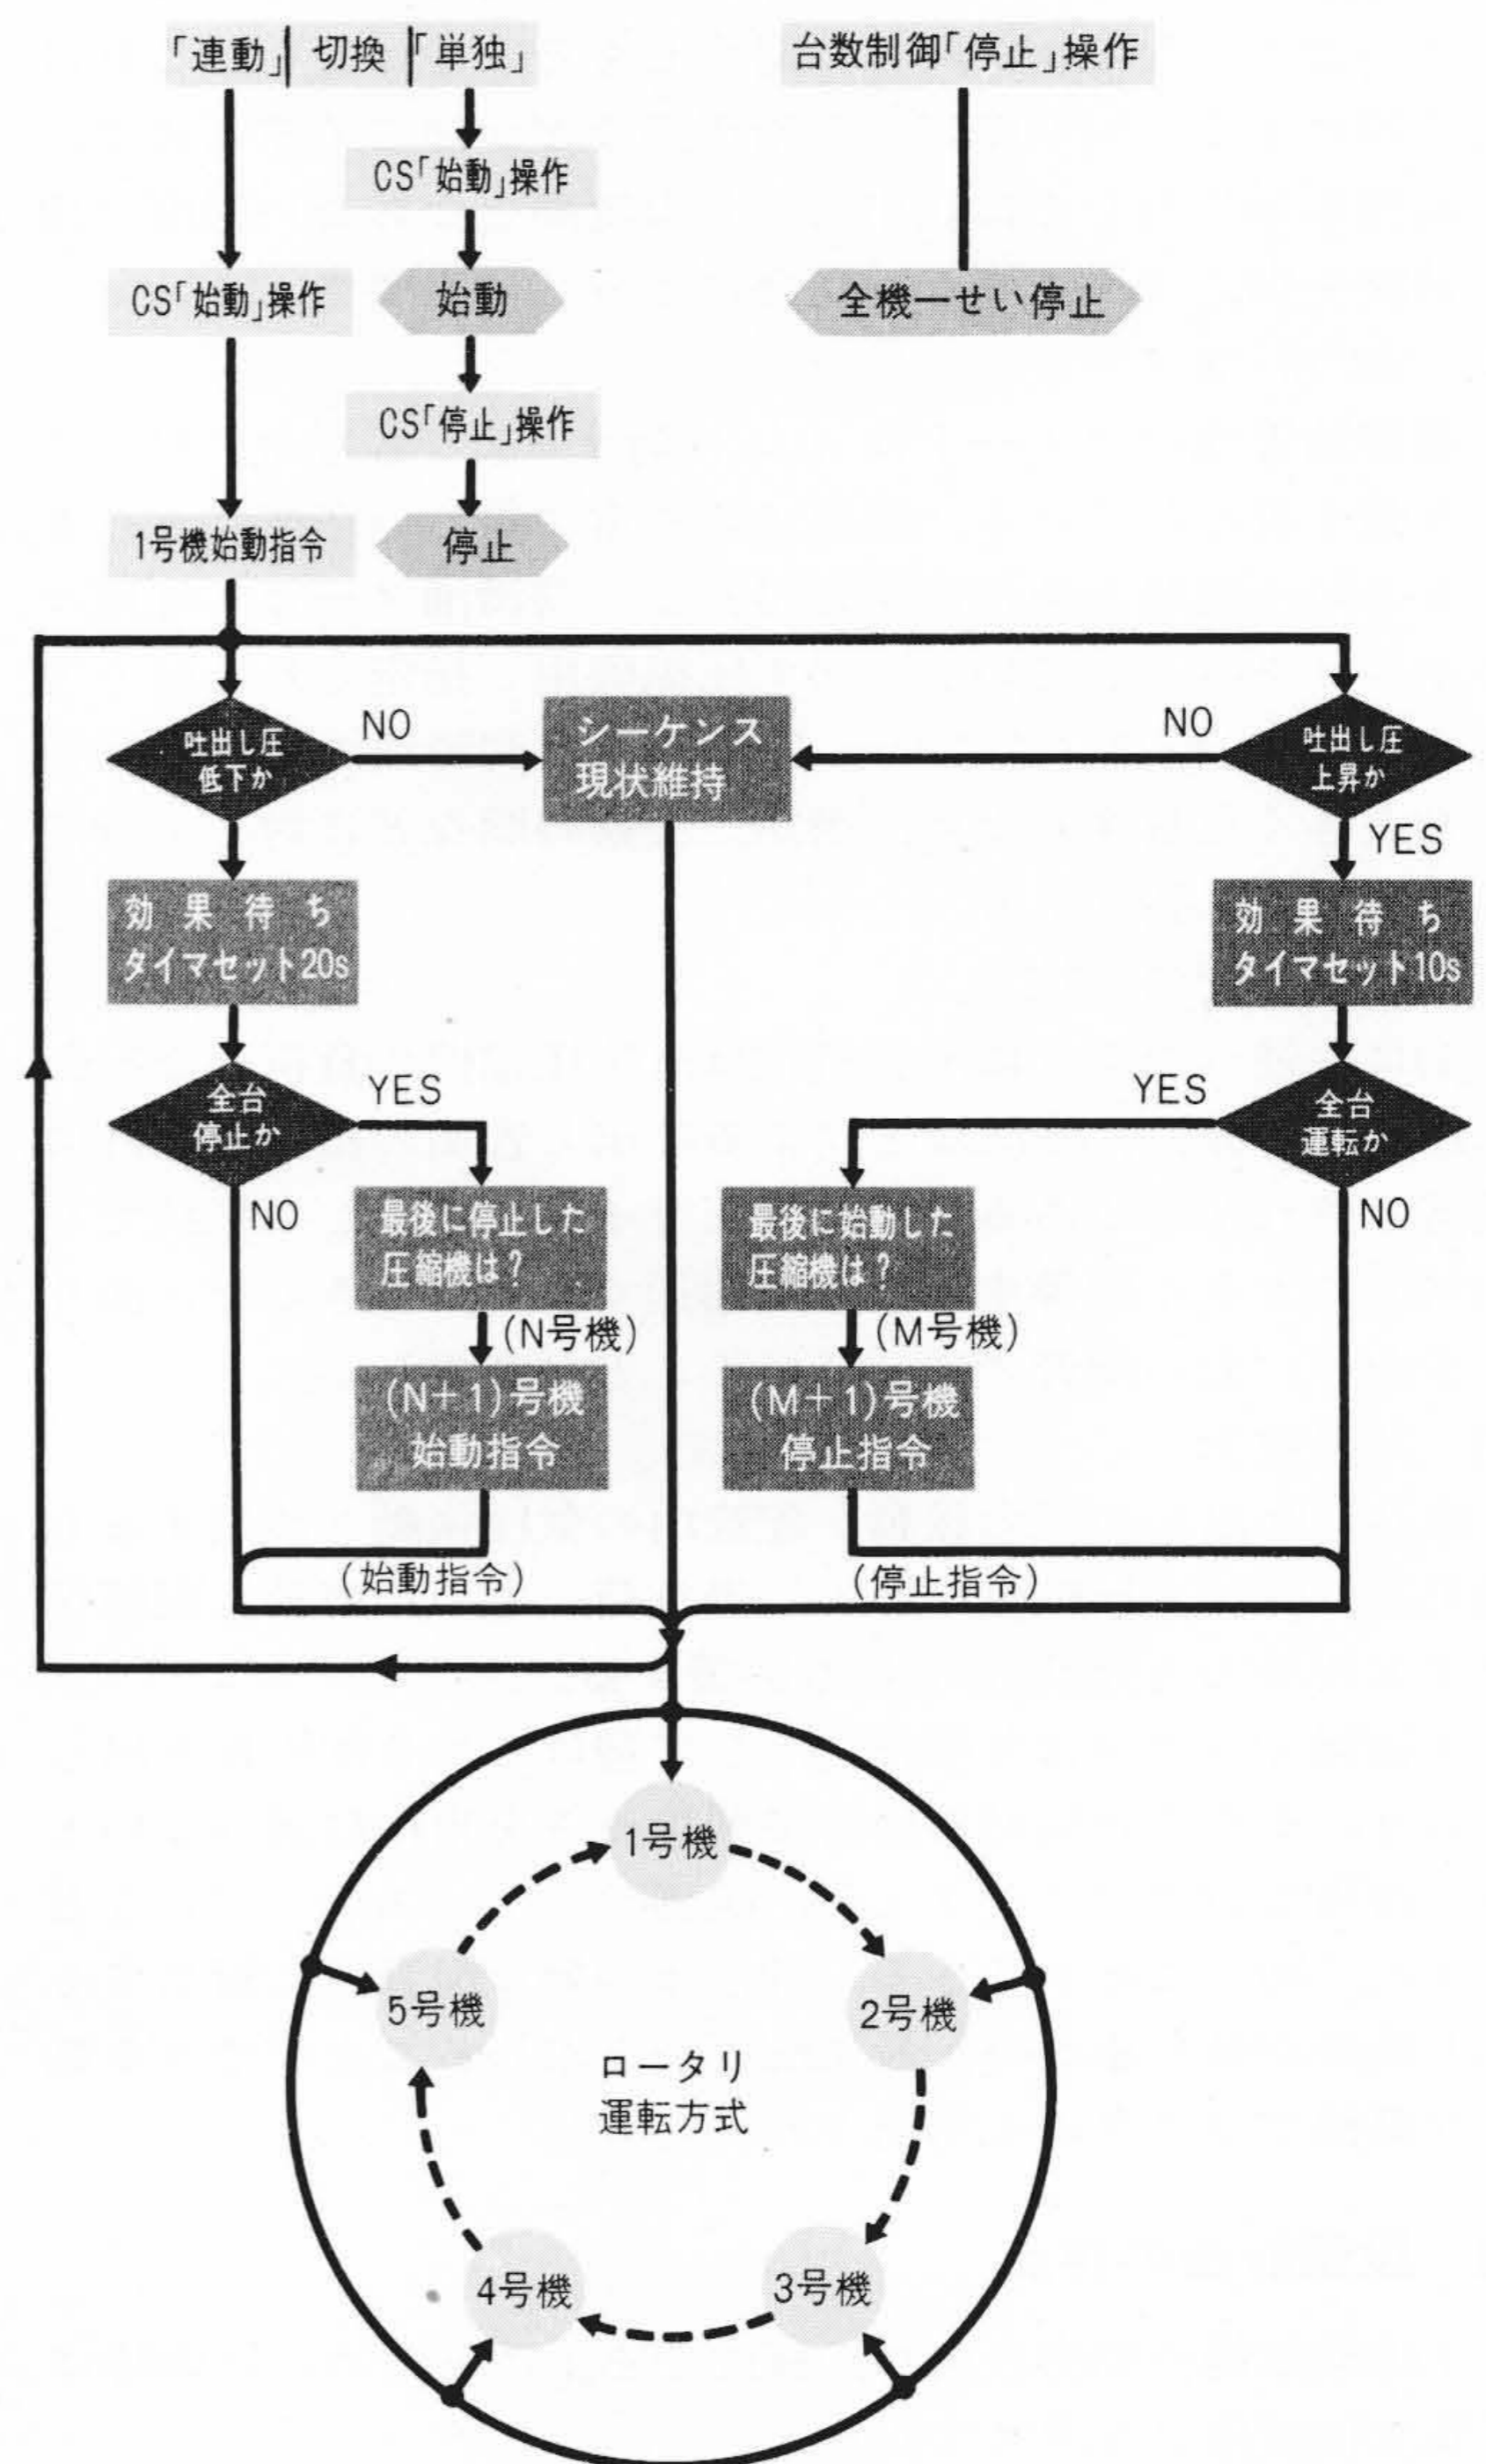 「連動」 切換 「単独」
台数制御「停止」操作
CS「始動」操作
CS「始動」操作
始動
全機一せい停止
CS「停止」操作
1号機始動指令
停止
吐出し圧
低下か
NO
シーケンス
現状維持
NO
吐出し圧
上昇か
YES
効果待ち
タイマセット20s
効果待ち
タイマセット10s
全台
停止か
YES
NO
YES
全台
運転か
NO
最後に停止した
圧縮機は?
最後に始動した
圧縮機は?
(N号機)
(M号機)
(N+1)号機
始動指令
(M+1)号機
停止指令
(始動指令)
(停止指令)
1号機
5号機
2号機
ロータリ
運転方式
4号機
3号機